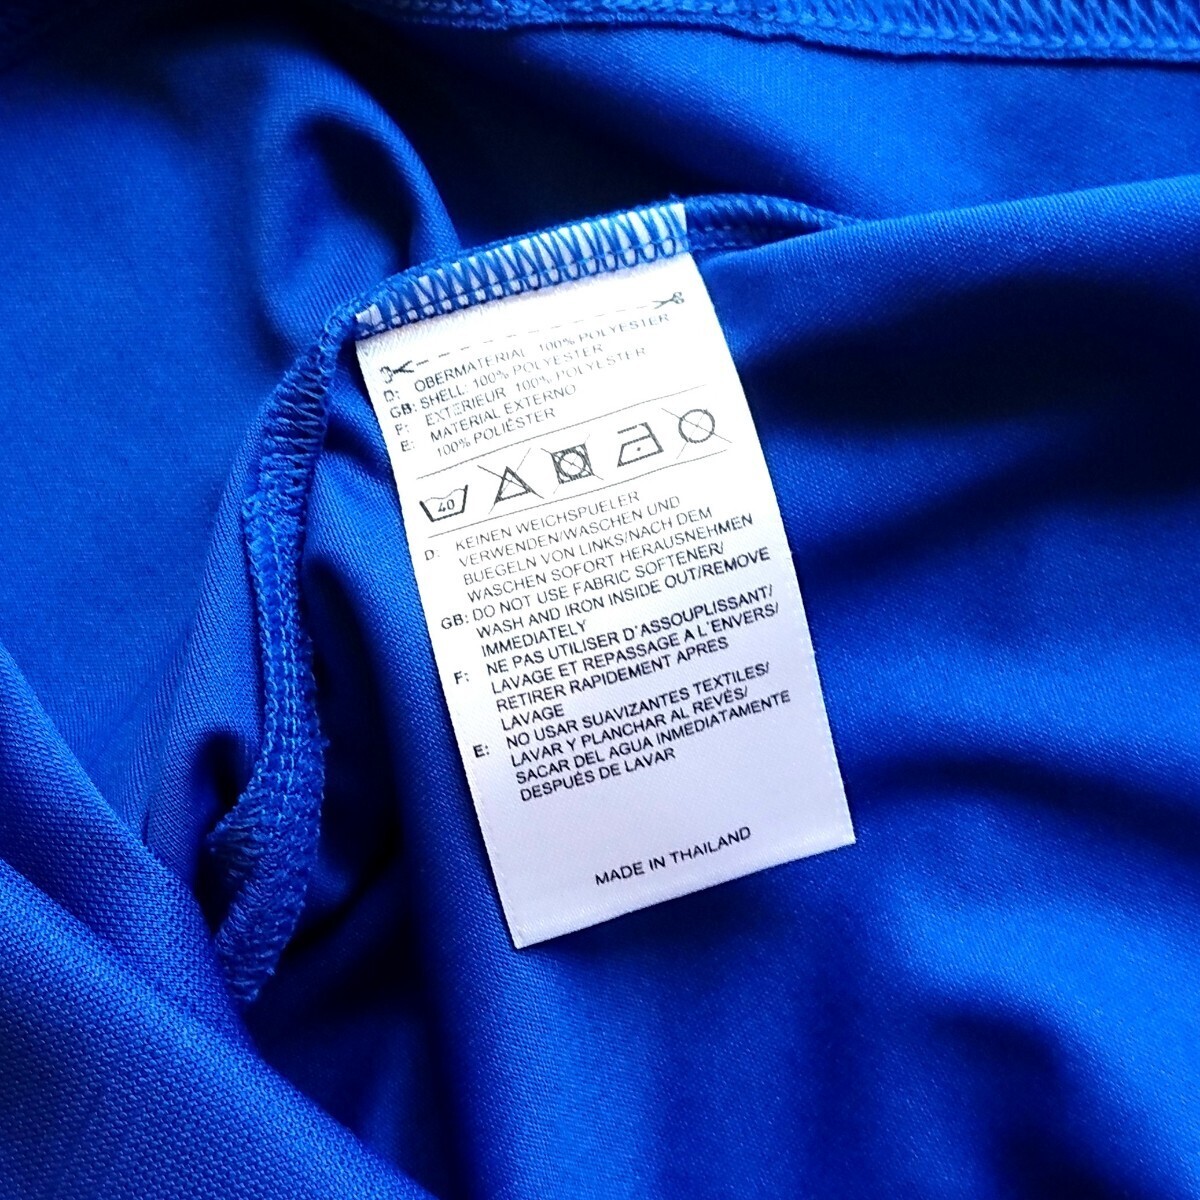 D: OBERMATERIAL 100% POLYESTER
GB: SHELL: 100% POLYESTER
F: EXTERIEUR 100% POLYESTER
E: MATERIAL EXTERNO
100% POLIÉSTER
40
D: KEINEN WEICHSPUELER
VERWENDEN/WASCHEN UND
BUEGELN VON LINKS/NACH DEM
WASCHEN SOFORT HERAUSNEHMEN
GB: DO NOT USE FABRIC SOFTENER/
WASH AND IRON INSIDE OUT/REMOVE
IMMEDIATELY
F: NE PAS UTILISER D'ASSOUPLISSANT/
LAVAGE ET REPASSAGE A L'ENVERS/
RETIRER RAPIDEMENT APRES
LAVAGE
E: NO USAR SUAVIZANTES TEXTILES/
LAVAR Y PLANCHAR AL REVÉS/
SACAR DEL AGUA INMEDIATAMENTE
DESPUÉS DE LAVAR
MADE IN THAILAND